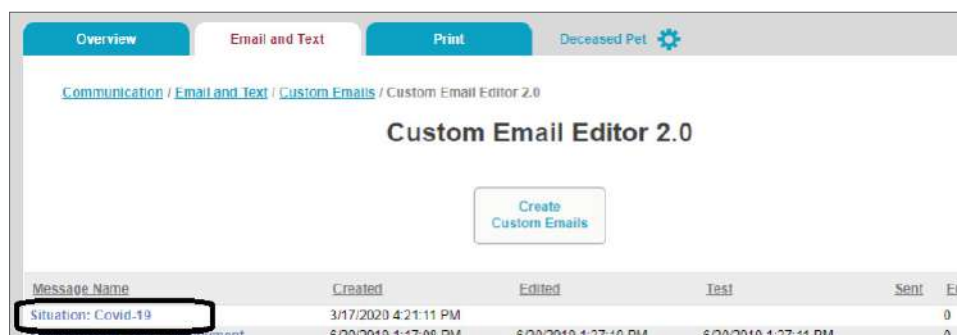 Overview Email and Text Print Deceased Pet
Communication / Email and Text / Custom Emails / Custom Email Editor 2.0
Custom Email Editor 2.0
Create
Custom Emails
Message Name Created Edited Test Sent
Situation: Covid-19 3/17/2020 4:21:11 PM 0